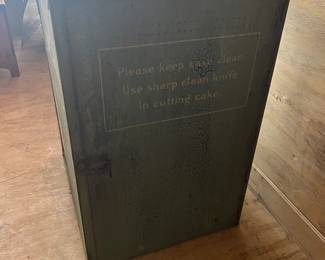 Please keep case clean
Use sharp clean knife
in cutting cake.